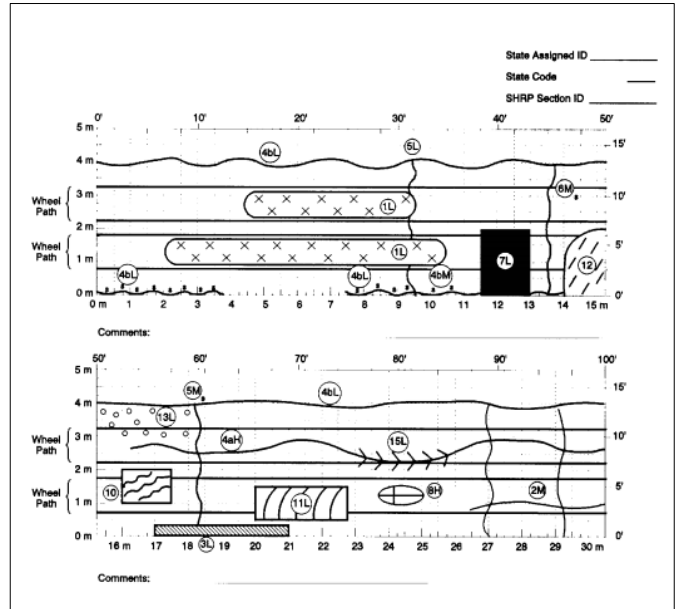 State Assigned ID
State Code
SHRP Section ID
0' 10' 20' 30' 40' 50'
5 m 15'
5L
4bL
4 m
6M
s
3 m 10'
Wheel Path
1L
2 m
Wheel Path 5'
1L
1 m 7L 12
4bL 4bL 4bM
s s s s s s s s s s
0 m 0'
0 m 1 2 3 4 5 6 7 8 9 10 11 12 13 14 15 m
Comments:
50' 60' 70' 80' 90' 100'
5 m 15'
5M s 4bL
4 m
13L
3 m 4aH 15L 10'
Wheel Path
2 m
Wheel Path 10 8H 2M 5'
1 m 11L
0 m 0'
16 m 17 18 3L 19 20 21 22 23 24 25 26 27 28 29 30 m
Comments: